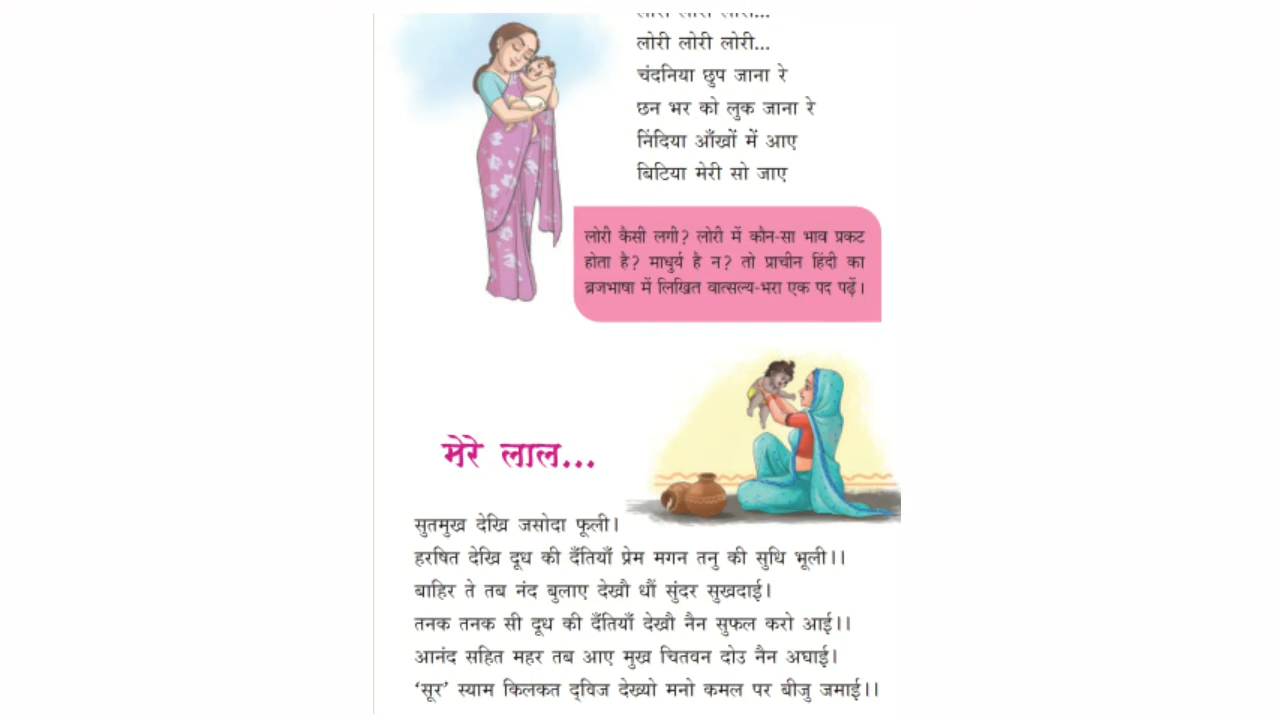 लोरी लोरी लोरी...
लोरी लोरी लोरी...
चंदनिया छुप जाना रे
छन भर को लुक जाना रे
निंदिया आँखों में आए
बिटिया मेरी सो जाए
लोरी कैसी लगी? लोरी में कौन-सा भाव प्रकट
होता है? माधुर्य है न? तो प्राचीन हिंदी का
ब्रजभाषा में लिखित वात्सल्य-भरा एक पद पढ़ें।
मेरे लाल...
सुतमुख देखि जसोदा फूली।
हरषित देखि दूध की दँतियाँ प्रेम मगन तनु की सुधि भूली।।
बाहिर ते तब नंद बुलाए देखौ धौं सुंदर सुखदाई।
तनक तनक सी दूध की दँतियाँ देखौ नैन सुफल करो आई।।
आनंद सहित महर तब आए मुख चितवन दोउ नैन अघाई।
‘सूर’ स्याम किलकत द्विज देख्यो मनो कमल पर बीजु जमाई।।